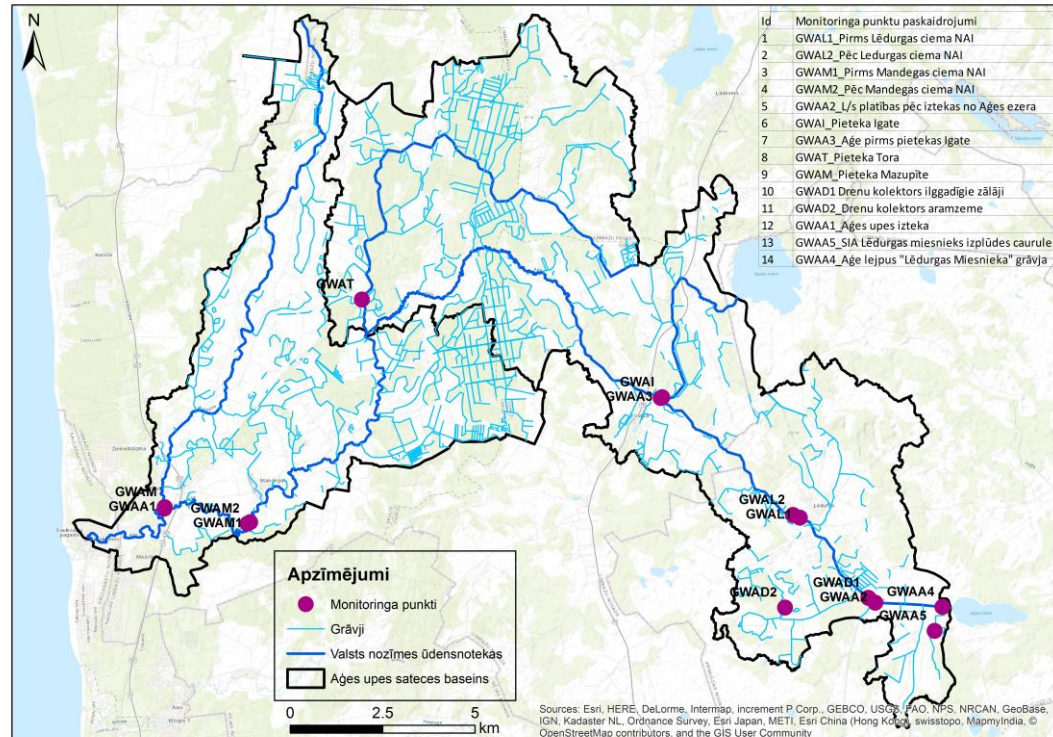 N
Id Monitoringa punktu paskaidrojumi
1 GWAL1_Pirms Lēdurgas ciema NAI
2 GWAL2_Pēc Ledurgas ciema NAI
3 GWAM1_Pirms Mandegas ciema NAI
4 GWAM2_Pēc Mandegas ciema NAI
5 GWAA2_L/s platības pēc iztekas no Aģes ezera
6 GWAI_Pieteka Igate
7 GWAA3_Aģe pirms pietekas Igate
8 GWAT_Pieteka Tora
9 GWAM_Pieteka Mazupīte
10 GWAD1 Drenu kolektors ilggadīgie zālāji
11 GWAD2_Drenu kolektors aramzeme
12 GWAA1_Aģes upes izteka
13 GWAA5_SIA Lēdurgas miesnieks izplūdes caurule
14 GWAA4_Aģe lejpus "Lēdurgas Miesnieka" grāvja
GWAT
GWAI
GWAA3
GWAM
GWAA1
GWAM2
GWAM1
GWAL2
GWAL1
GWAD1
GWAA2
GWAA4
GWAD2
GWAA5
Apzīmējumi
Monitoringa punkti
Grāvji
Valsts nozīmes ūdensnotekas
Aģes upes sateces baseins
0 2.5 5
km
Sources: Esri, HERE, DeLorme, Intermap, increment P Corp., GEBCO, USGS, FAO, NPS, NRCAN, GeoBase,
IGN, Kadaster NL, Ordnance Survey, Esri Japan, METI, Esri China (Hong Kong), swisstopo, MapmyIndia, ©
OpenStreetMap contributors, and the GIS User Community